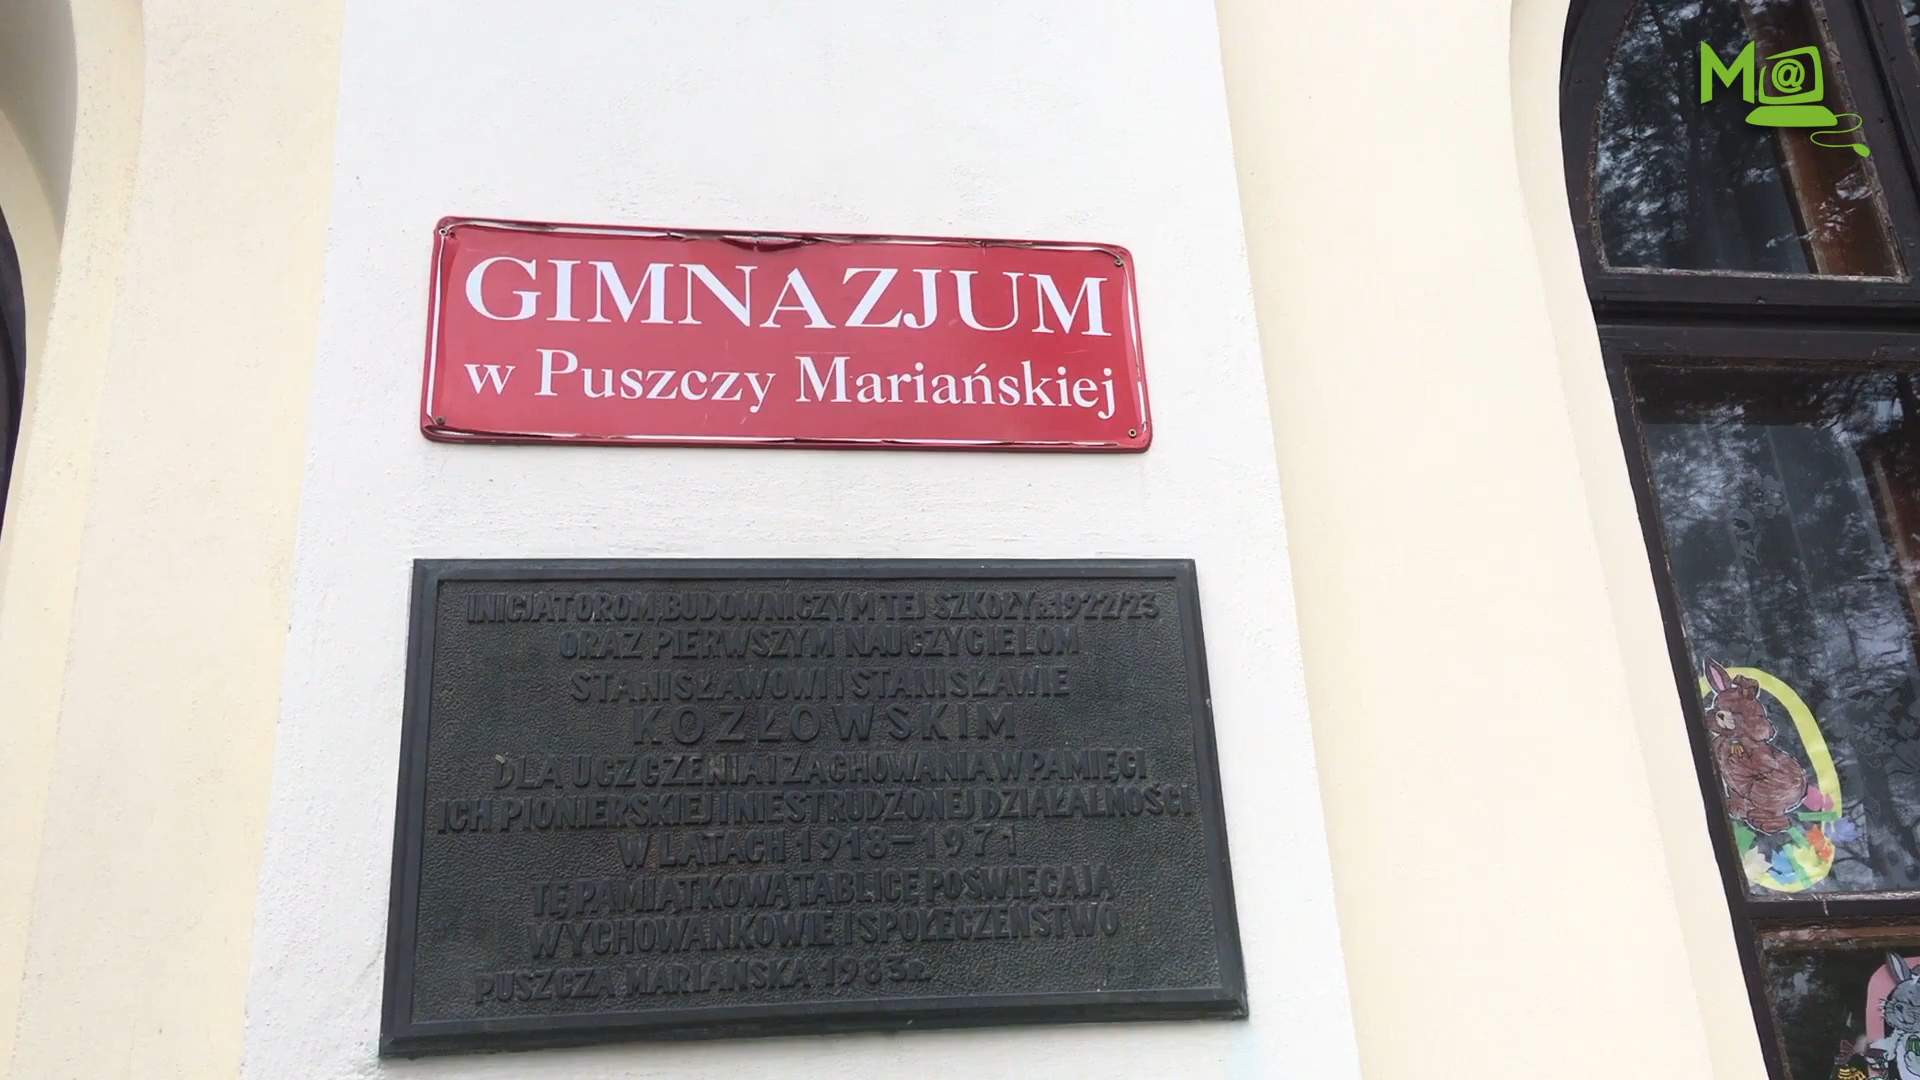 M@
GIMNAZJUM
w Puszczy Mariańskiej
INICJATOROM, BUDOWNICZYM TEJ SZKOŁY R. 1922/23
ORAZ PIERWSZYM NAUCZYCIELOM
STANISŁAWOWI I STANISŁAWIE
KOZŁOWSKIM
DLA UCZCZENIA I ZACHOWANIA W PAMIĘCI
ICH PIONIERSKIEJ I NIESTRUDZONEJ DZIAŁALNOŚCI
W LATACH 1918-1971
TĘ PAMIĄTKOWĄ TABLICĘ POŚWIĘCAJĄ
WYCHOWANKOWIE I SPOŁECZEŃSTWO
PUSZCZA MARIAŃSKA 1983 R.